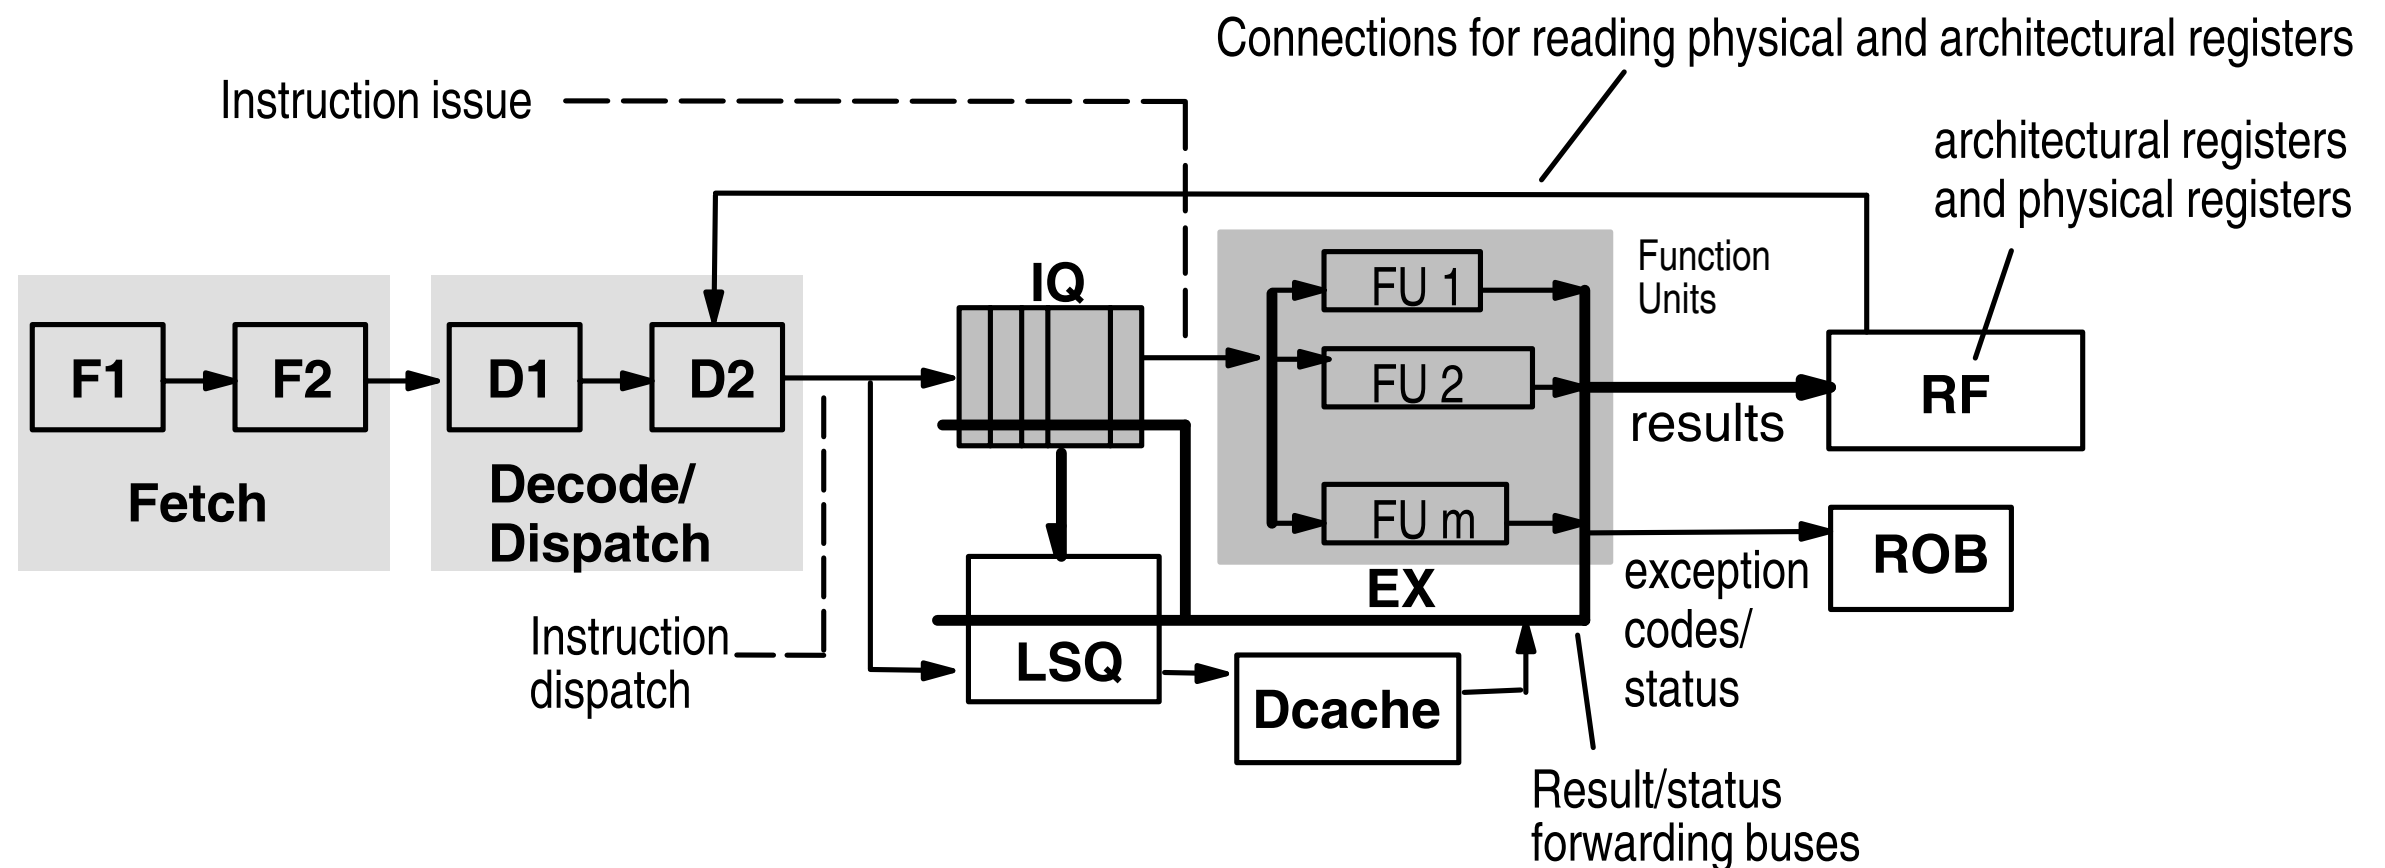 Connections for reading physical and architectural registers
Instruction issue
architectural registers
and physical registers
IQ
Function
Units
FU 1
FU 2
FU m
EX
F1
F2
Fetch
D1
D2
Decode/
Dispatch
Instruction
dispatch
LSQ
Dcache
results
RF
ROB
exception
codes/
status
Result/status
forwarding buses